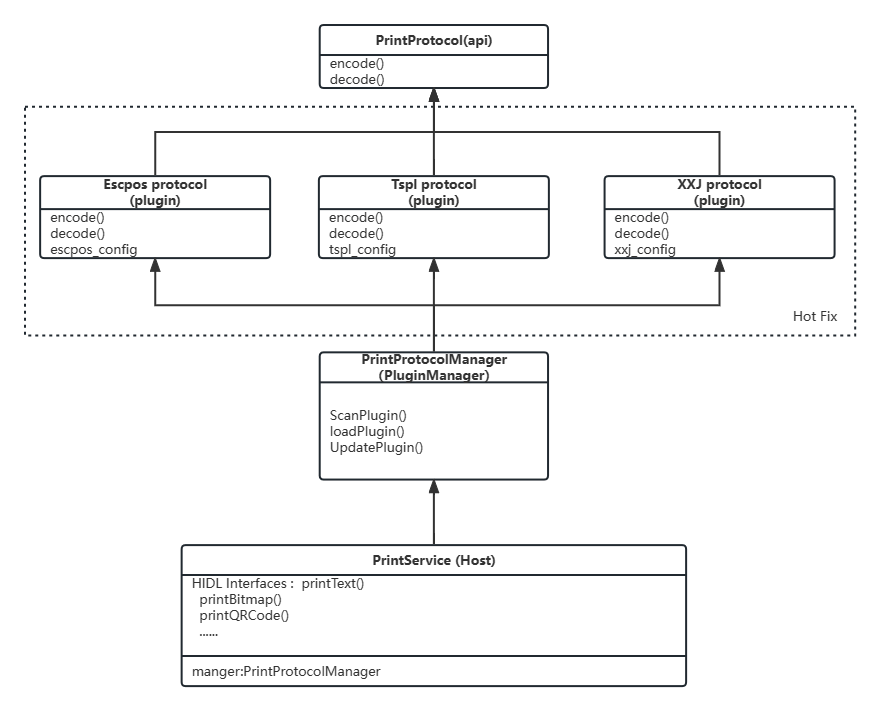 PrintProtocol(api)
encode()
decode()
Escpos protocol
(plugin)
encode()
decode()
escpos_config
Tspl protocol
(plugin)
encode()
decode()
tspl_config
XXJ protocol
(plugin)
encode()
decode()
xxj_config
Hot Fix
PrintProtocolManager
(PluginManager)
ScanPlugin()
loadPlugin()
UpdatePlugin()
PrintService (Host)
HIDL Interfaces : printText()
printBitmap()
printQRCode()
......
manger:PrintProtocolManager